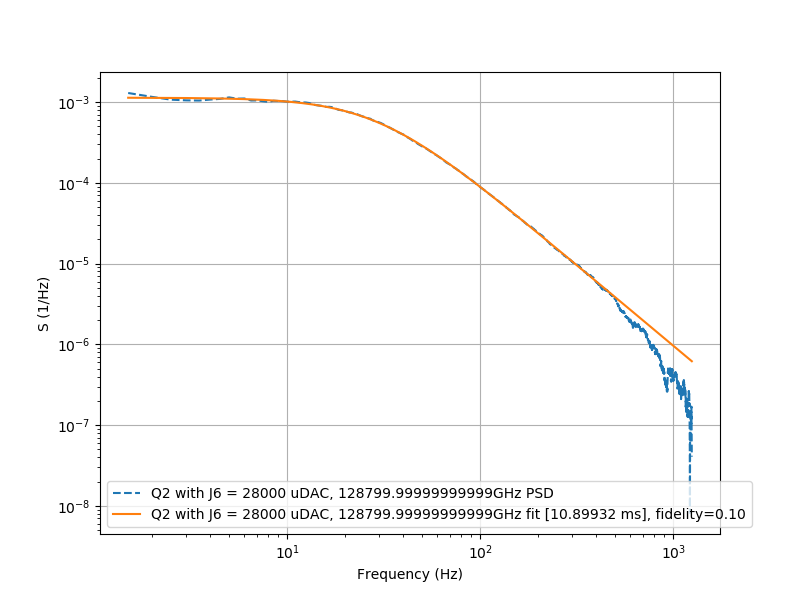 10⁻³
10⁻⁴
10⁻⁵
10⁻⁶
10⁻⁷
10⁻⁸
S (1/Hz)
Q2 with J6 = 28000 uDAC, 128799.99999999999GHz PSD
Q2 with J6 = 28000 uDAC, 128799.99999999999GHz fit [10.89932 ms], fidelity=0.10
10¹
10²
10³
Frequency (Hz)